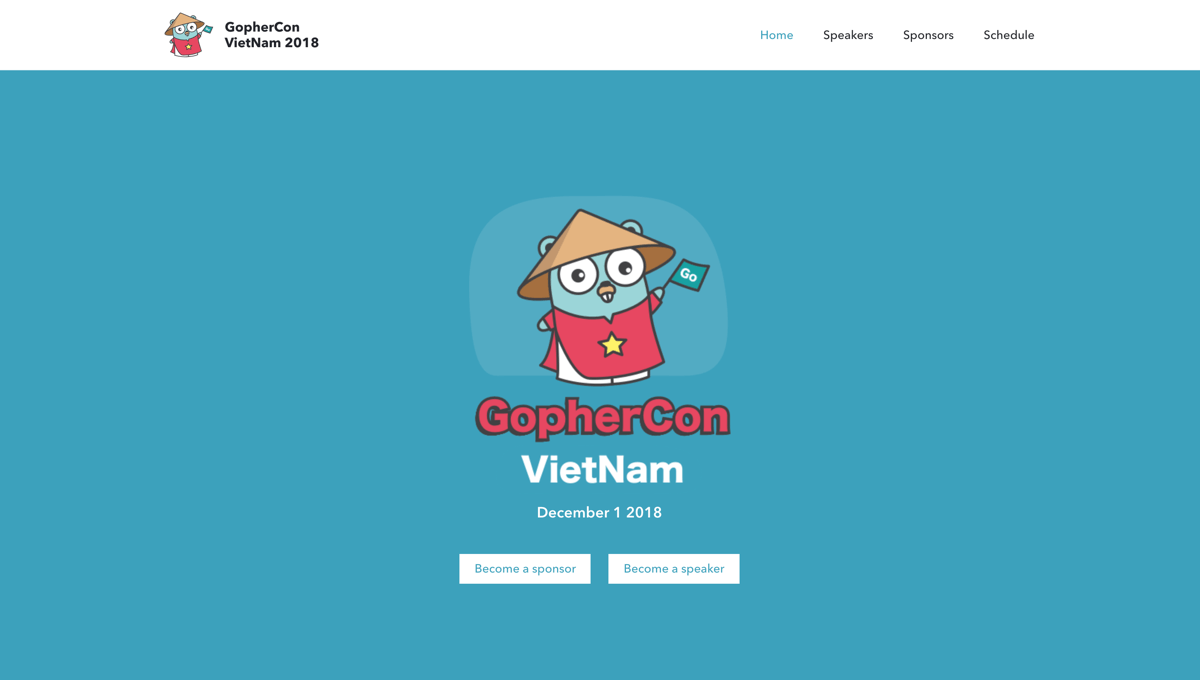 GopherCon
VietNam 2018
Home
Speakers
Sponsors
Schedule
Go
GopherCon
VietNam
December 1 2018
Become a sponsor
Become a speaker